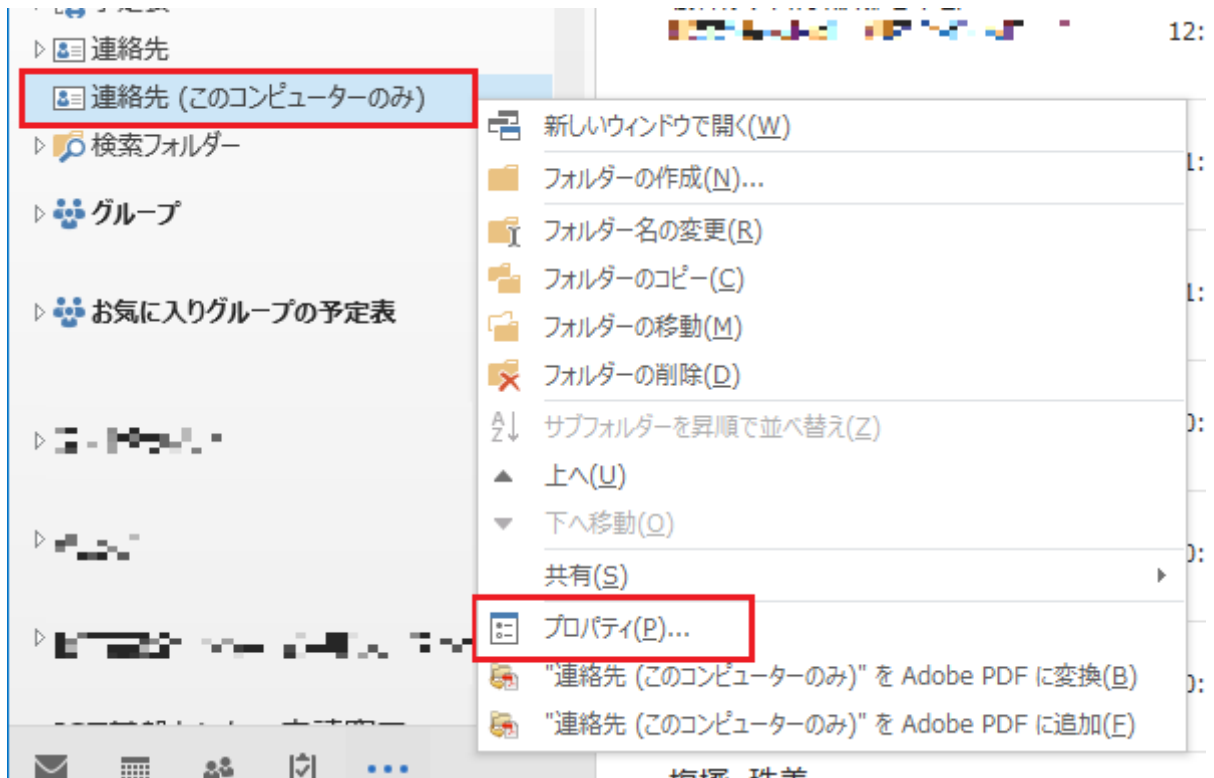 12:
連絡先
連絡先 (このコンピューターのみ)
検索フォルダー
グループ
お気に入りグループの予定表
新しいウィンドウで開く(W)
フォルダーの作成(N)...
フォルダー名の変更(R)
フォルダーのコピー(C)
フォルダーの移動(M)
フォルダーの削除(D)
サブフォルダーを昇順で並べ替え(Z)
上へ(U)
下へ移動(O)
共有(S)
プロパティ(P)...
"連絡先 (このコンピューターのみ)" を Adobe PDF に変換(B)
"連絡先 (このコンピューターのみ)" を Adobe PDF に追加(F)